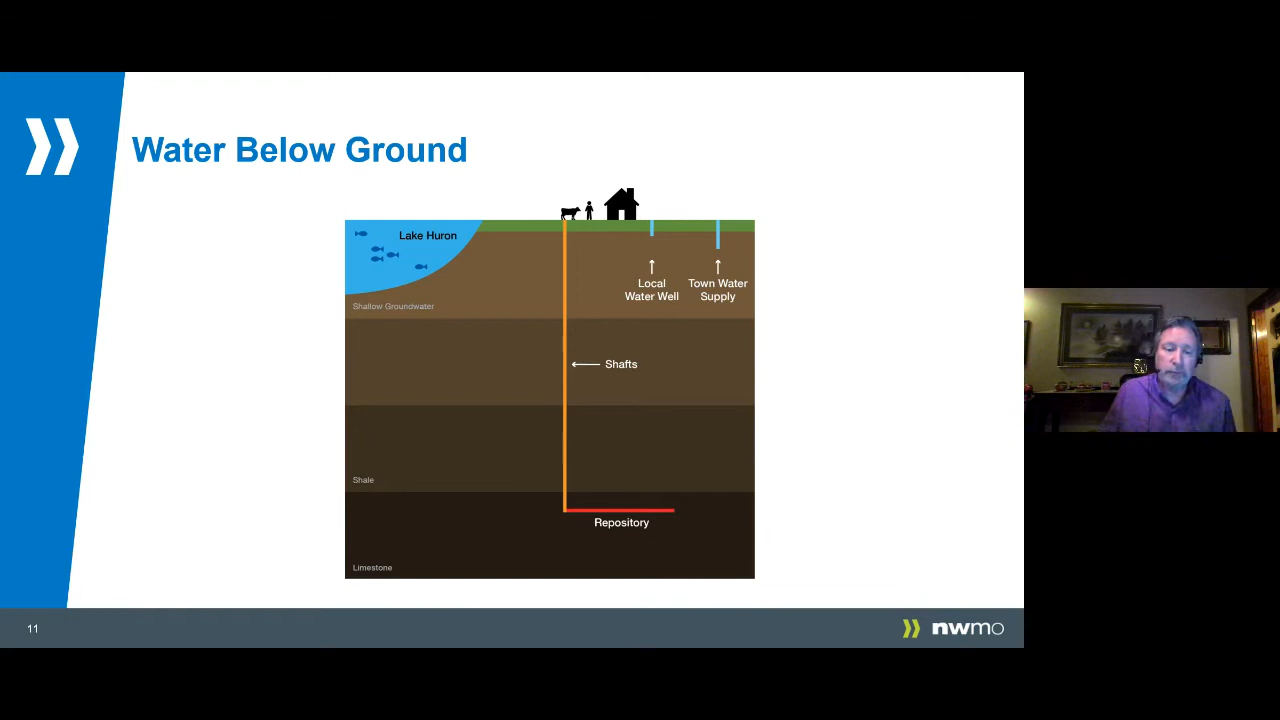 Water Below Ground
Lake Huron
Local
Water Well
Town Water
Supply
Shallow Groundwater
Shafts
Shale
Repository
Limestone
11
nwmo